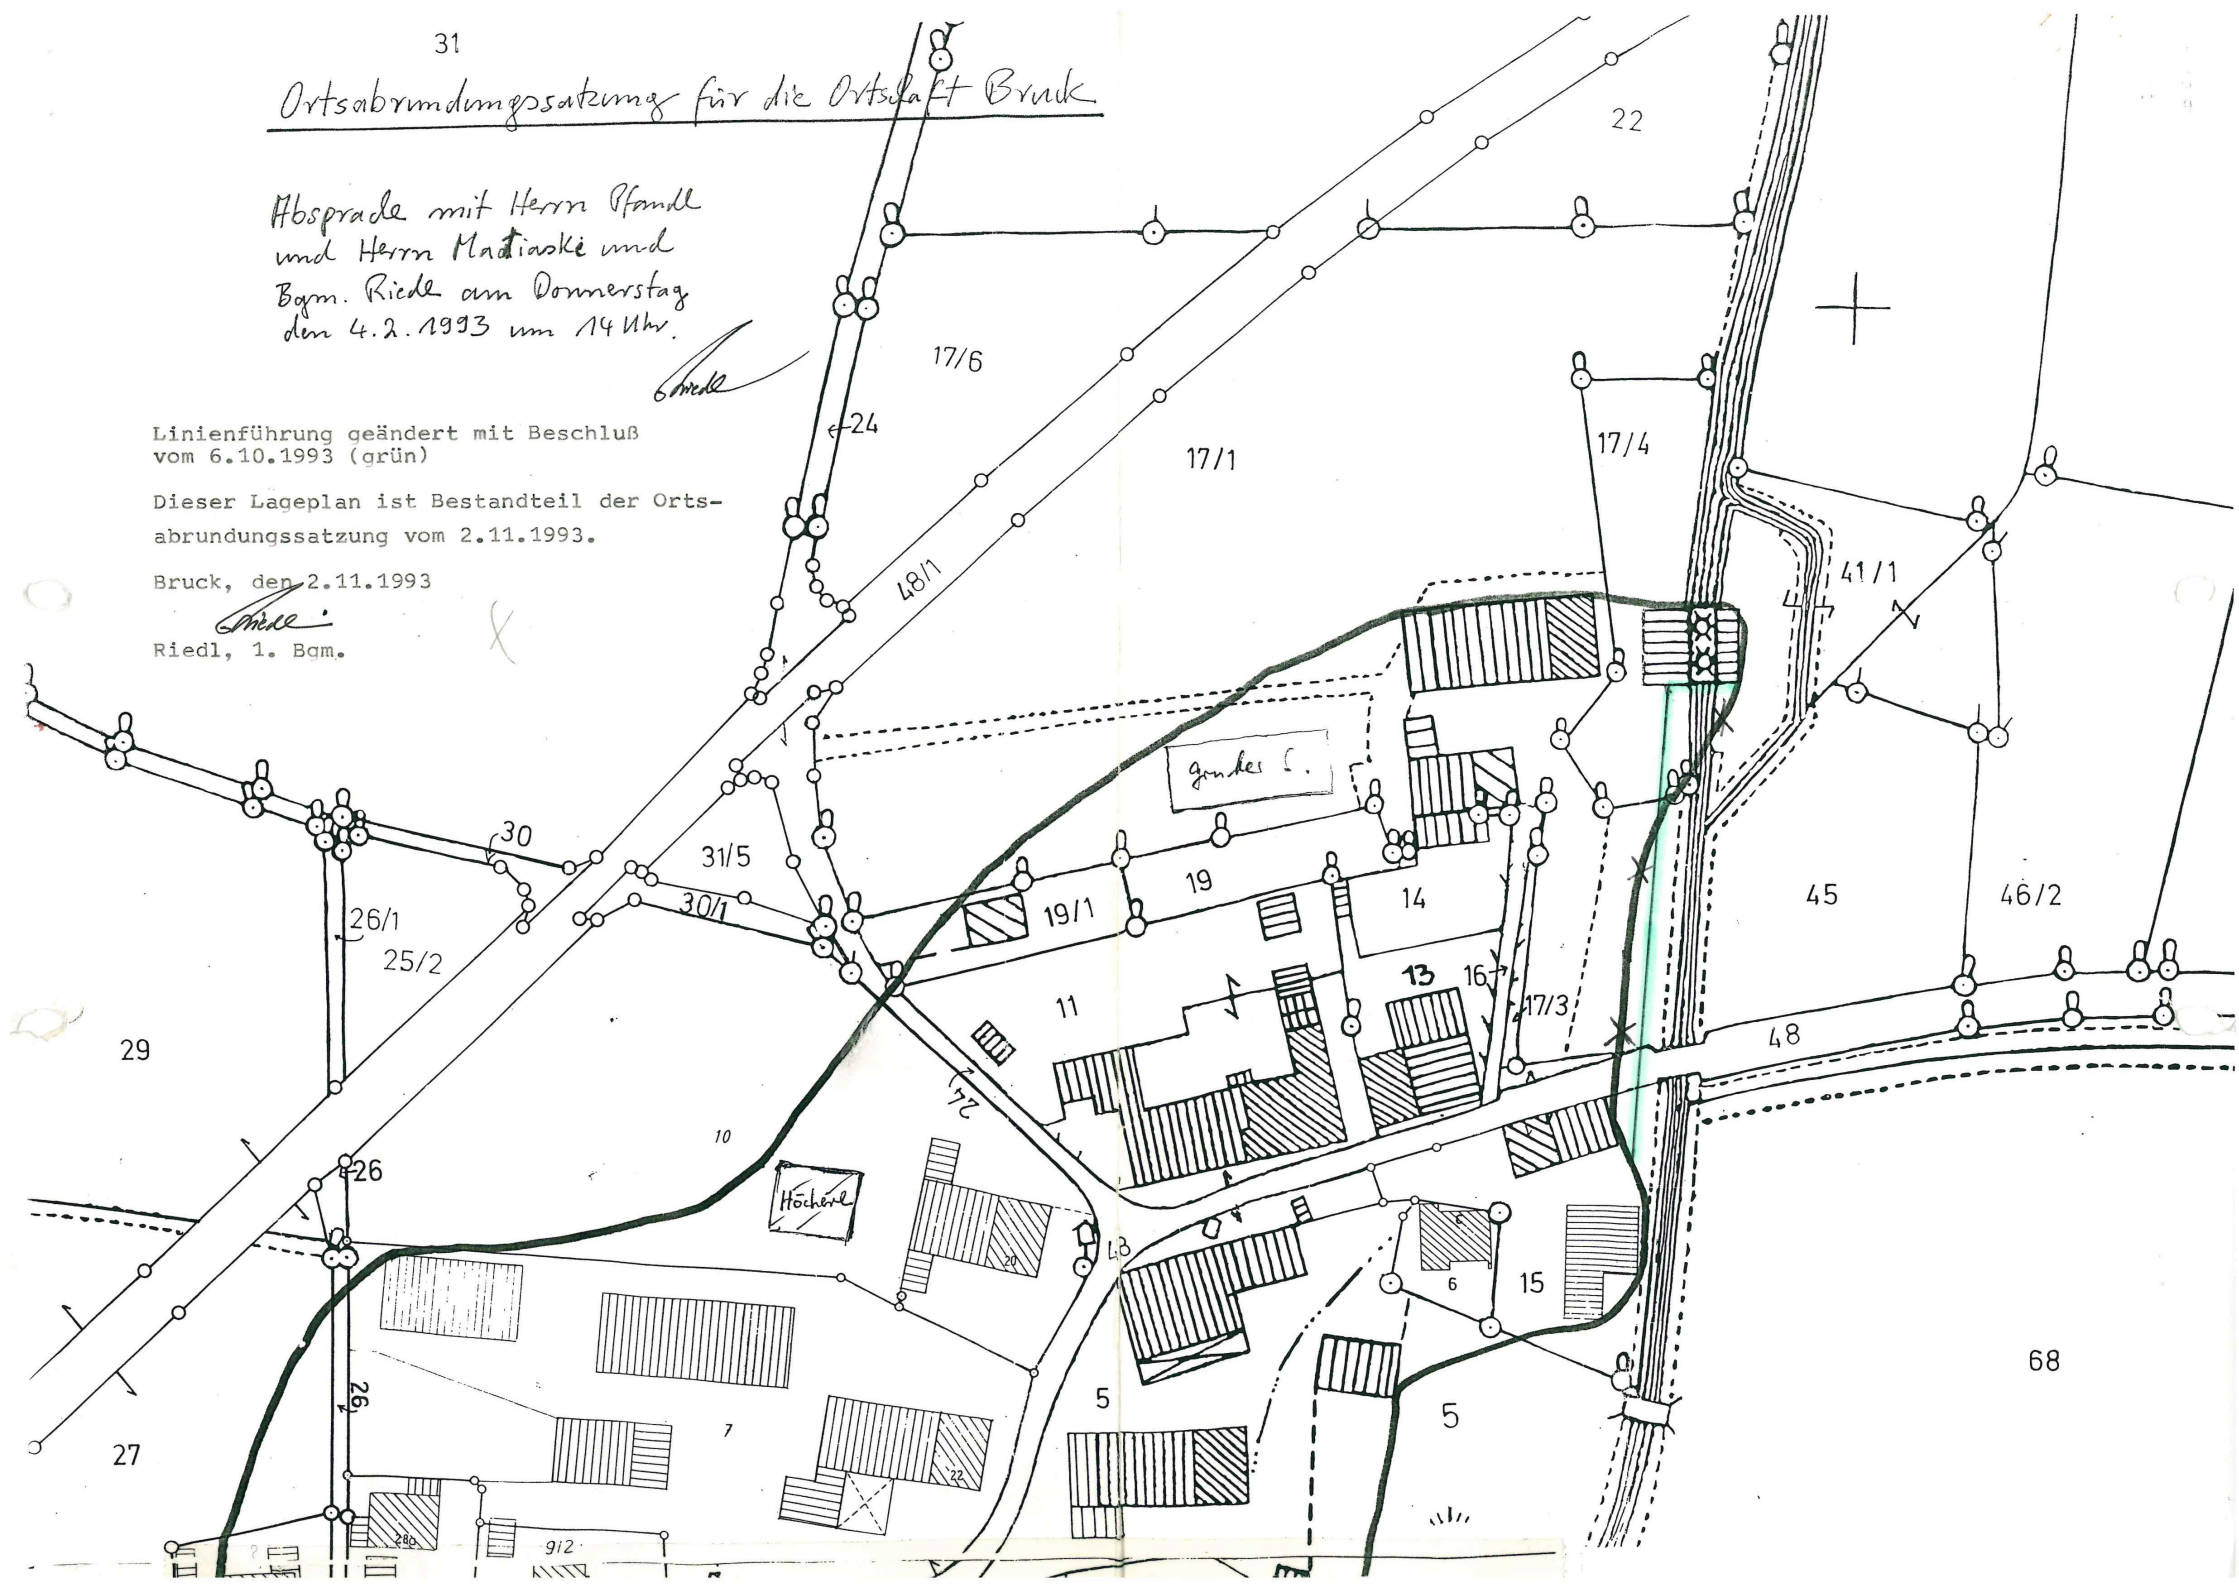 31
Ortsabrundungssatzung für die Ortschaft Bruck
Absprache mit Herrn Pfandl
und Herrn Matiaske und
Bgm. Riedl am Donnerstag
den 4.2.1993 um 14 Uhr.
Riedl
Linienführung geändert mit Beschluß
vom 6.10.1993 (grün)
Dieser Lageplan ist Bestandteil der Orts-
abrundungssatzung vom 2.11.1993.
Bruck, den 2.11.1993
Riedl
Riedl, 1. Bgm.
22
17/6
24
17/1
17/4
48/1
41/1
30
31/5
30/1
26/1
25/2
19
19/1
14
45
46/2
13
16
17/3
11
48
29
24
10
26
Höcherl
20
48
6
15
68
26
5
5
7
27
22
28a
9/2